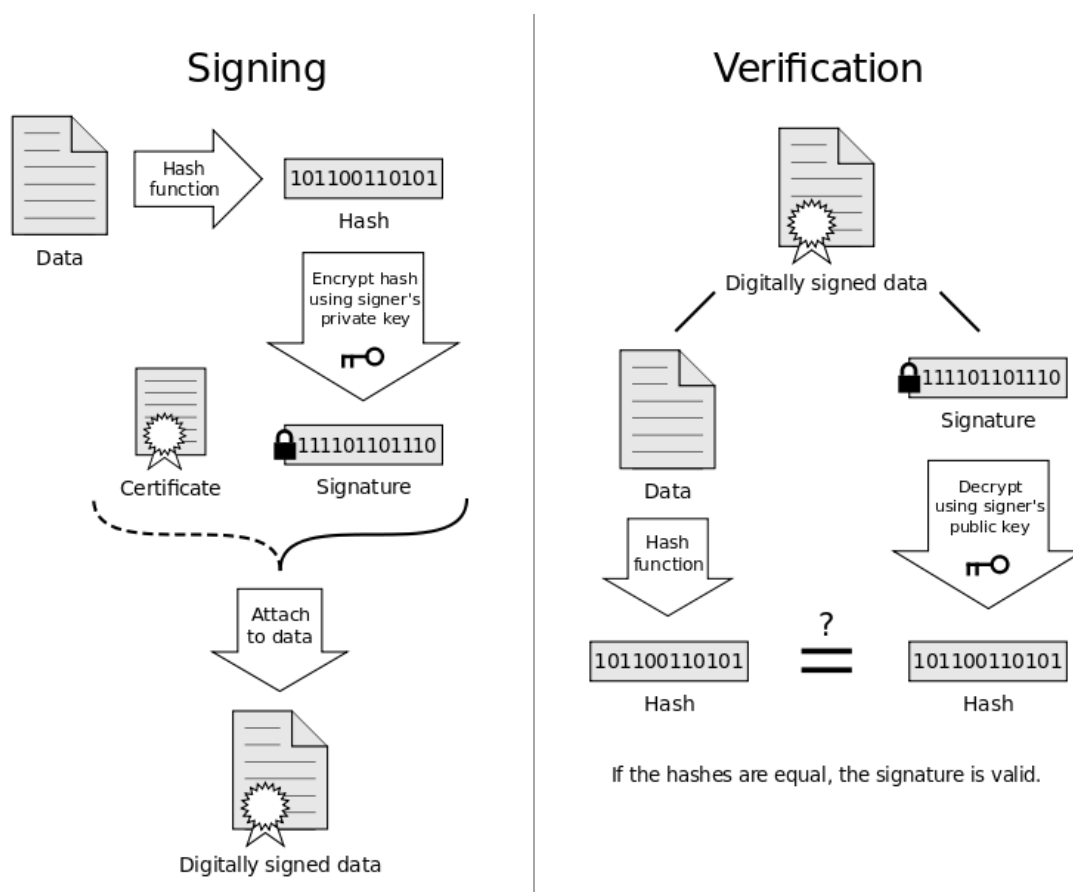 Signing
Hash
function
101100110101
Hash
Data
Encrypt hash
using signer's
private key
111101101110
Certificate
Signature
Attach
to data
Digitally signed data
Verification
Digitally signed data
111101101110
Signature
Data
Decrypt
using signer's
public key
Hash
function
?
101100110101
101100110101
Hash
Hash
If the hashes are equal, the signature is valid.